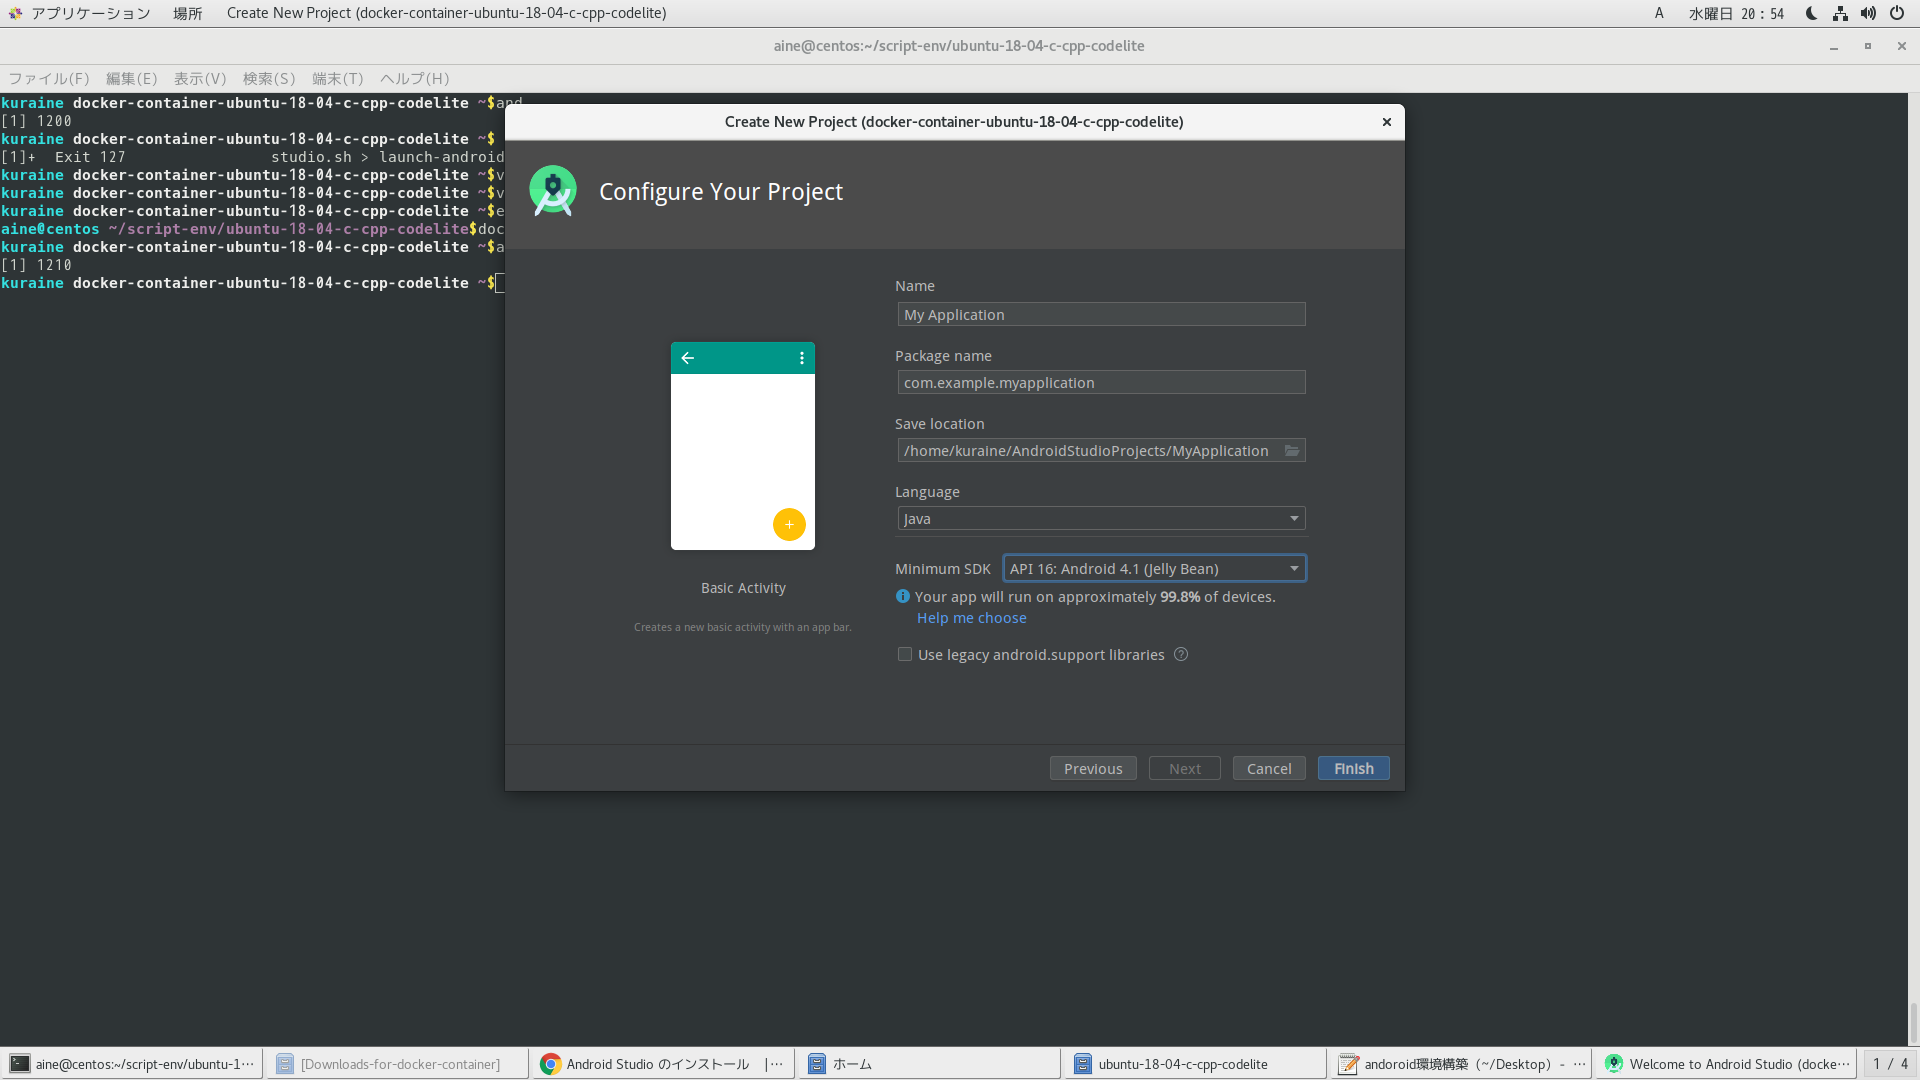 アプリケーション 場所 Create New Project (docker-container-ubuntu-18-04-c-cpp-codelite) A 水曜日 20：54
aine@centos:~/script-env/ubuntu-18-04-c-cpp-codelite
ファイル(F) 編集(E) 表示(V) 検索(S) 端末(T) ヘルプ(H)
kuraine docker-container-ubuntu-18-04-c-cpp-codelite ~$and
[1] 1200
kuraine docker-container-ubuntu-18-04-c-cpp-codelite ~$
[1]+ Exit 127 studio.sh > launch-android
kuraine docker-container-ubuntu-18-04-c-cpp-codelite ~$v
kuraine docker-container-ubuntu-18-04-c-cpp-codelite ~$v
kuraine docker-container-ubuntu-18-04-c-cpp-codelite ~$e
aine@centos ~/script-env/ubuntu-18-04-c-cpp-codelite$doc
kuraine docker-container-ubuntu-18-04-c-cpp-codelite ~$a
[1] 1210
kuraine docker-container-ubuntu-18-04-c-cpp-codelite ~$
Create New Project (docker-container-ubuntu-18-04-c-cpp-codelite)
Configure Your Project
Basic Activity
Creates a new basic activity with an app bar.
Name
My Application
Package name
com.example.myapplication
Save location
/home/kuraine/AndroidStudioProjects/MyApplication
Language
Java
Minimum SDK API 16: Android 4.1 (Jelly Bean)
Your app will run on approximately 99.8% of devices.
Help me choose
Use legacy android.support libraries
Previous Next Cancel Finish
aine@centos:~/script-env/ubuntu-1… [Downloads-for-docker-container] Android Studio のインストール |… ホーム ubuntu-18-04-c-cpp-codelite andoroid環境構築 (~/Desktop) - … Welcome to Android Studio (docke… 1 / 4